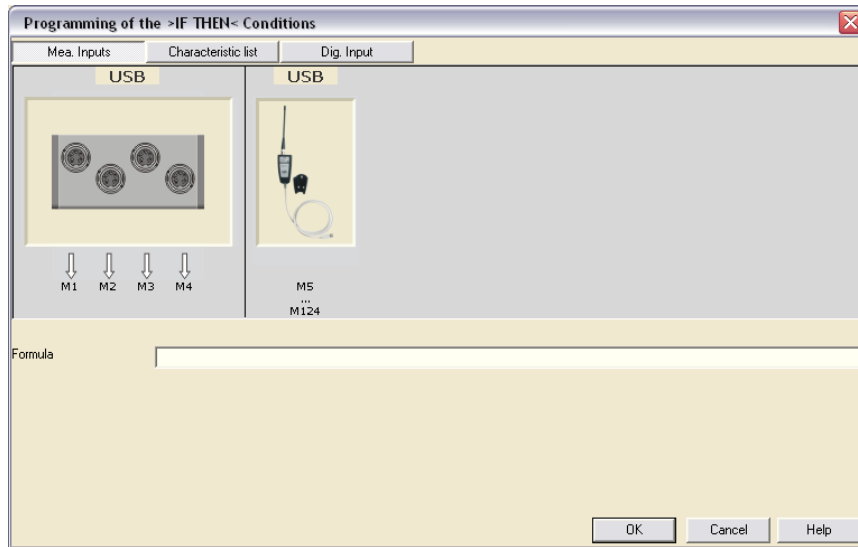 Programming of the >IF THEN< Conditions
Mea. Inputs Characteristic list Dig. Input
USB USB
M1 M2 M3 M4 M5
...
M124
Formula
OK Cancel Help